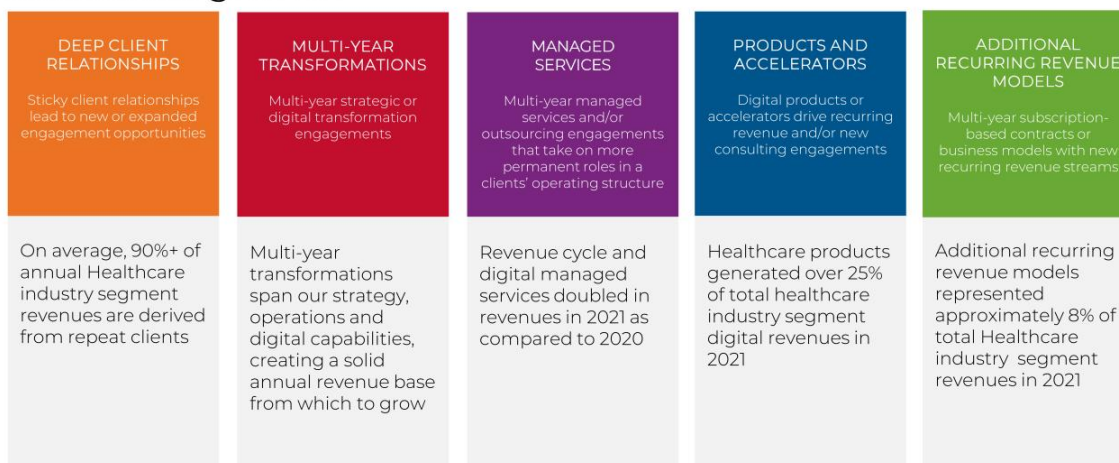 DEEP CLIENT
RELATIONSHIPS
Sticky client relationships
lead to new or expanded
engagement opportunities
On average, 90%+ of
annual Healthcare
industry segment
revenues are derived
from repeat clients
MULTI-YEAR
TRANSFORMATIONS
Multi-year strategic or
digital transformation
engagements
Multi-year
transformations
span our strategy,
operations and
digital capabilities,
creating a solid
annual revenue base
from which to grow
MANAGED
SERVICES
Multi-year managed
services and/or
outsourcing engagements
that take on more
permanent roles in a
clients' operating structure
Revenue cycle and
digital managed
services doubled in
revenues in 2021 as
compared to 2020
PRODUCTS AND
ACCELERATORS
Digital products or
accelerators drive recurring
revenue and/or new
consulting engagements
Healthcare products
generated over 25%
of total healthcare
industry segment
digital revenues in
2021
ADDITIONAL
RECURRING REVENUE
MODELS
Multi-year subscription-
based contracts or
business models with new
recurring revenue streams
Additional recurring
revenue models
represented
approximately 8% of
total Healthcare
industry segment
revenues in 2021